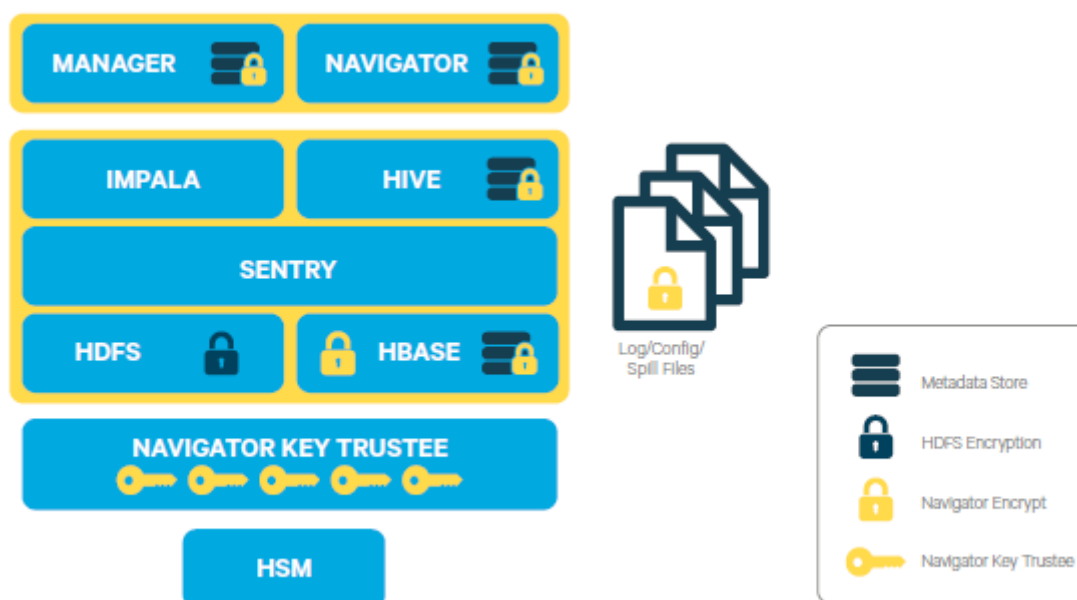 MANAGER
NAVIGATOR
IMPALA
HIVE
SENTRY
HDFS
HBASE
NAVIGATOR KEY TRUSTEE
HSM
Log/Config/
Spill Files
Metadata Store
HDFS Encryption
Navigator Encrypt
Navigator Key Trustee